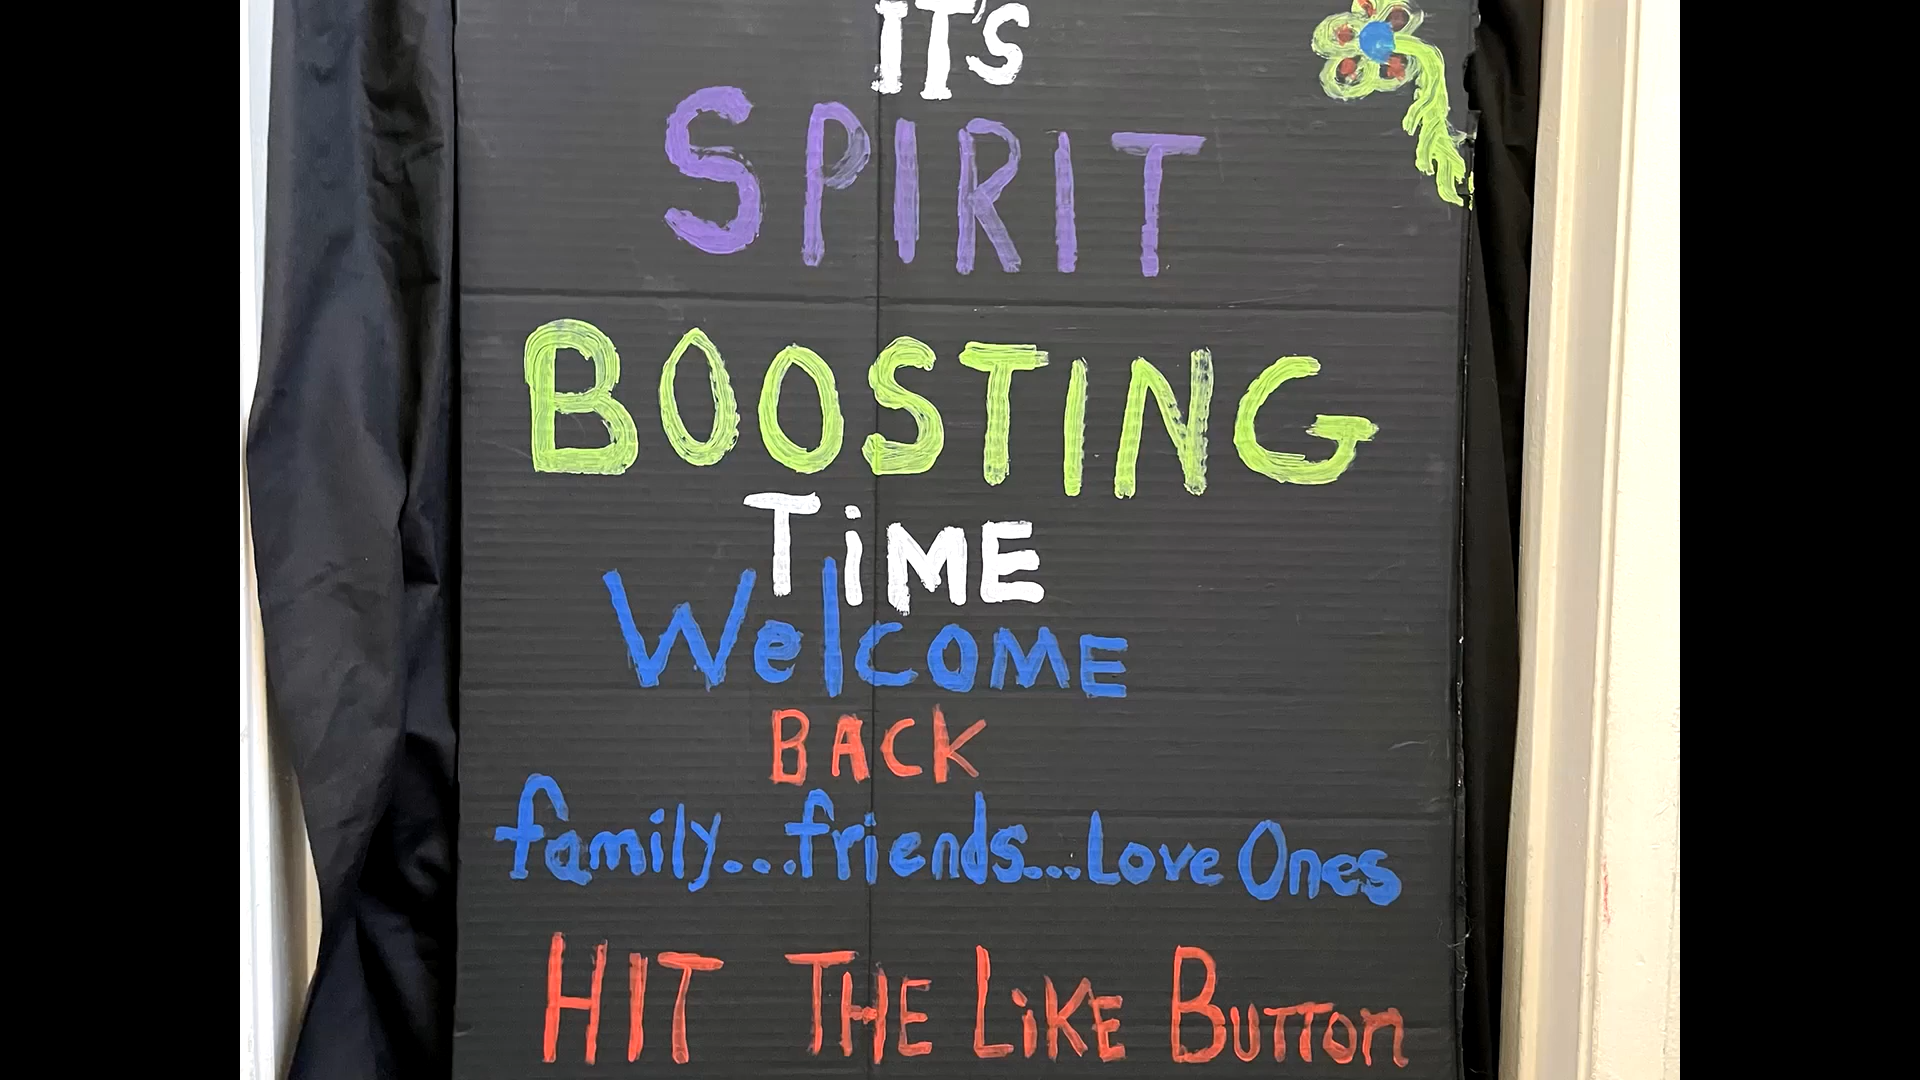 IT'S
SPIRIT
BOOSTING
TiME
WelcOME
BACK
family...friends...Love Ones
HIT THE LiKE BUTTOn